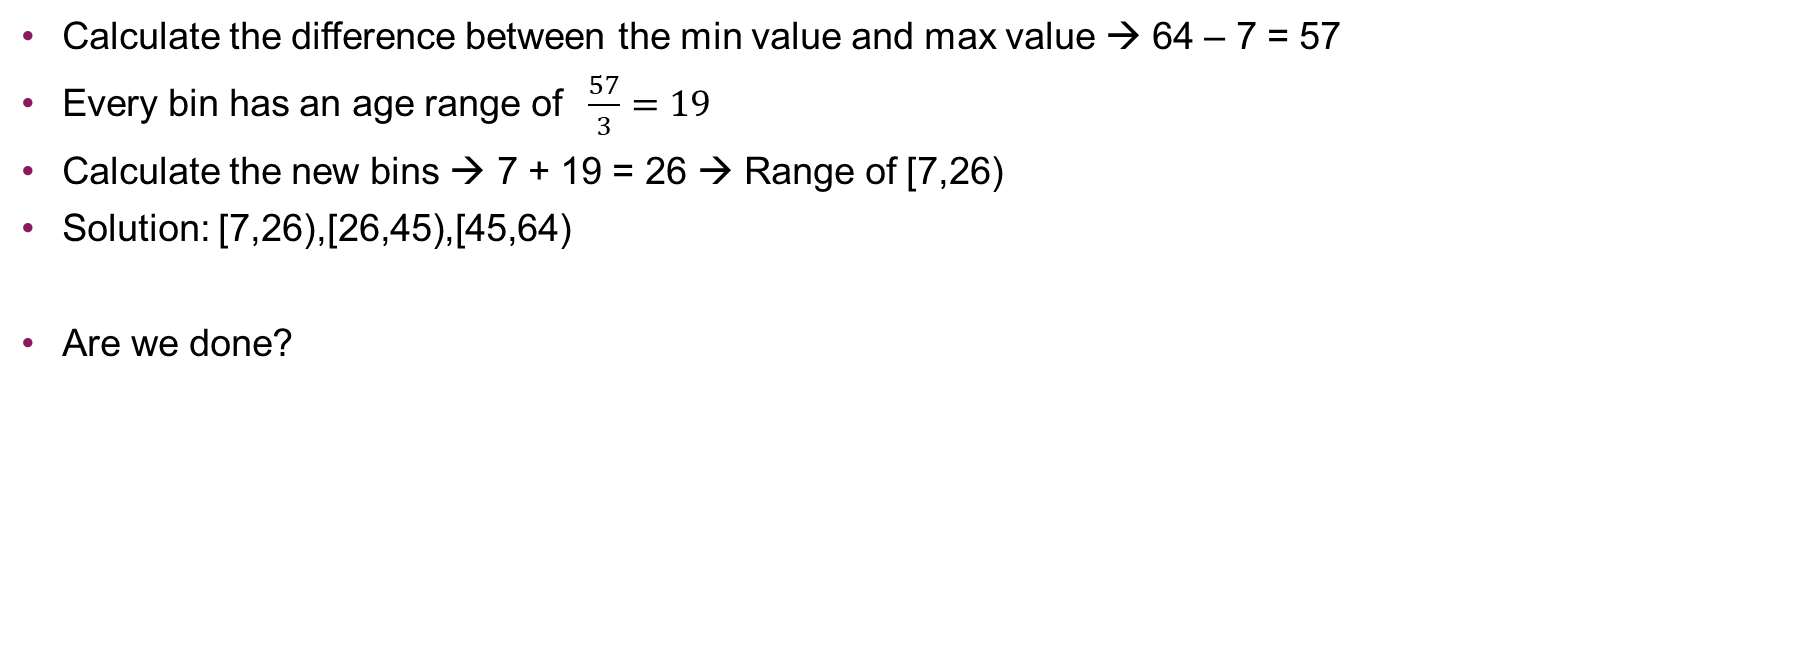 • Calculate the difference between the min value and max value → 64 – 7 = 57
• Every bin has an age range of 57/3 = 19
• Calculate the new bins → 7 + 19 = 26 → Range of [7,26)
• Solution: [7,26),[26,45),[45,64)
• Are we done?